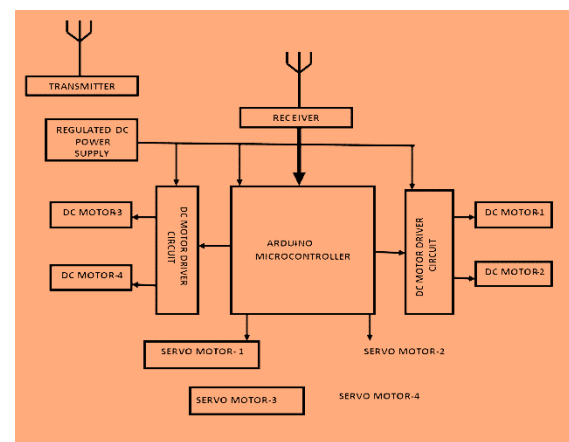 TRANSMITTER
RECEIVER
REGULATED DC
POWER
SUPPLY
DC MOTOR-3
DC MOTOR-4
DC MOTOR DRIVER
CIRCUIT
ARDUINO
MICROCONTROLLER
DC MOTOR DRIVER
CIRCUIT
DC MOTOR-1
DC MOTOR-2
SERVO MOTOR- 1
SERVO MOTOR-2
SERVO MOTOR-3
SERVO MOTOR-4